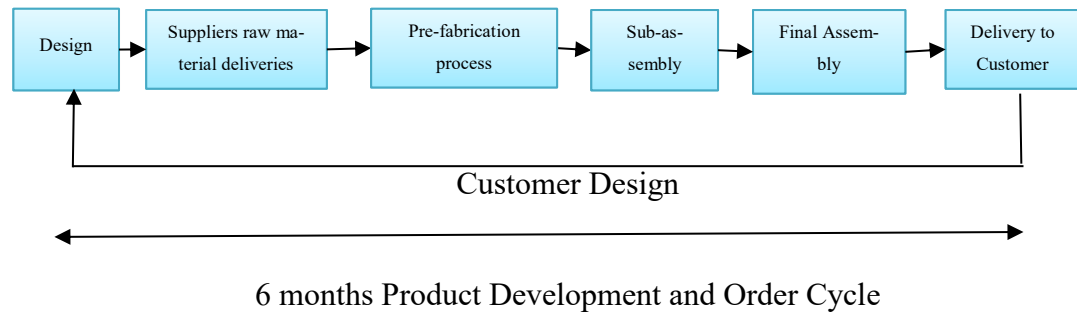 Design
Suppliers raw ma-
terial deliveries
Pre-fabrication
process
Sub-as-
sembly
Final Assem-
bly
Delivery to
Customer
Customer Design
6 months Product Development and Order Cycle